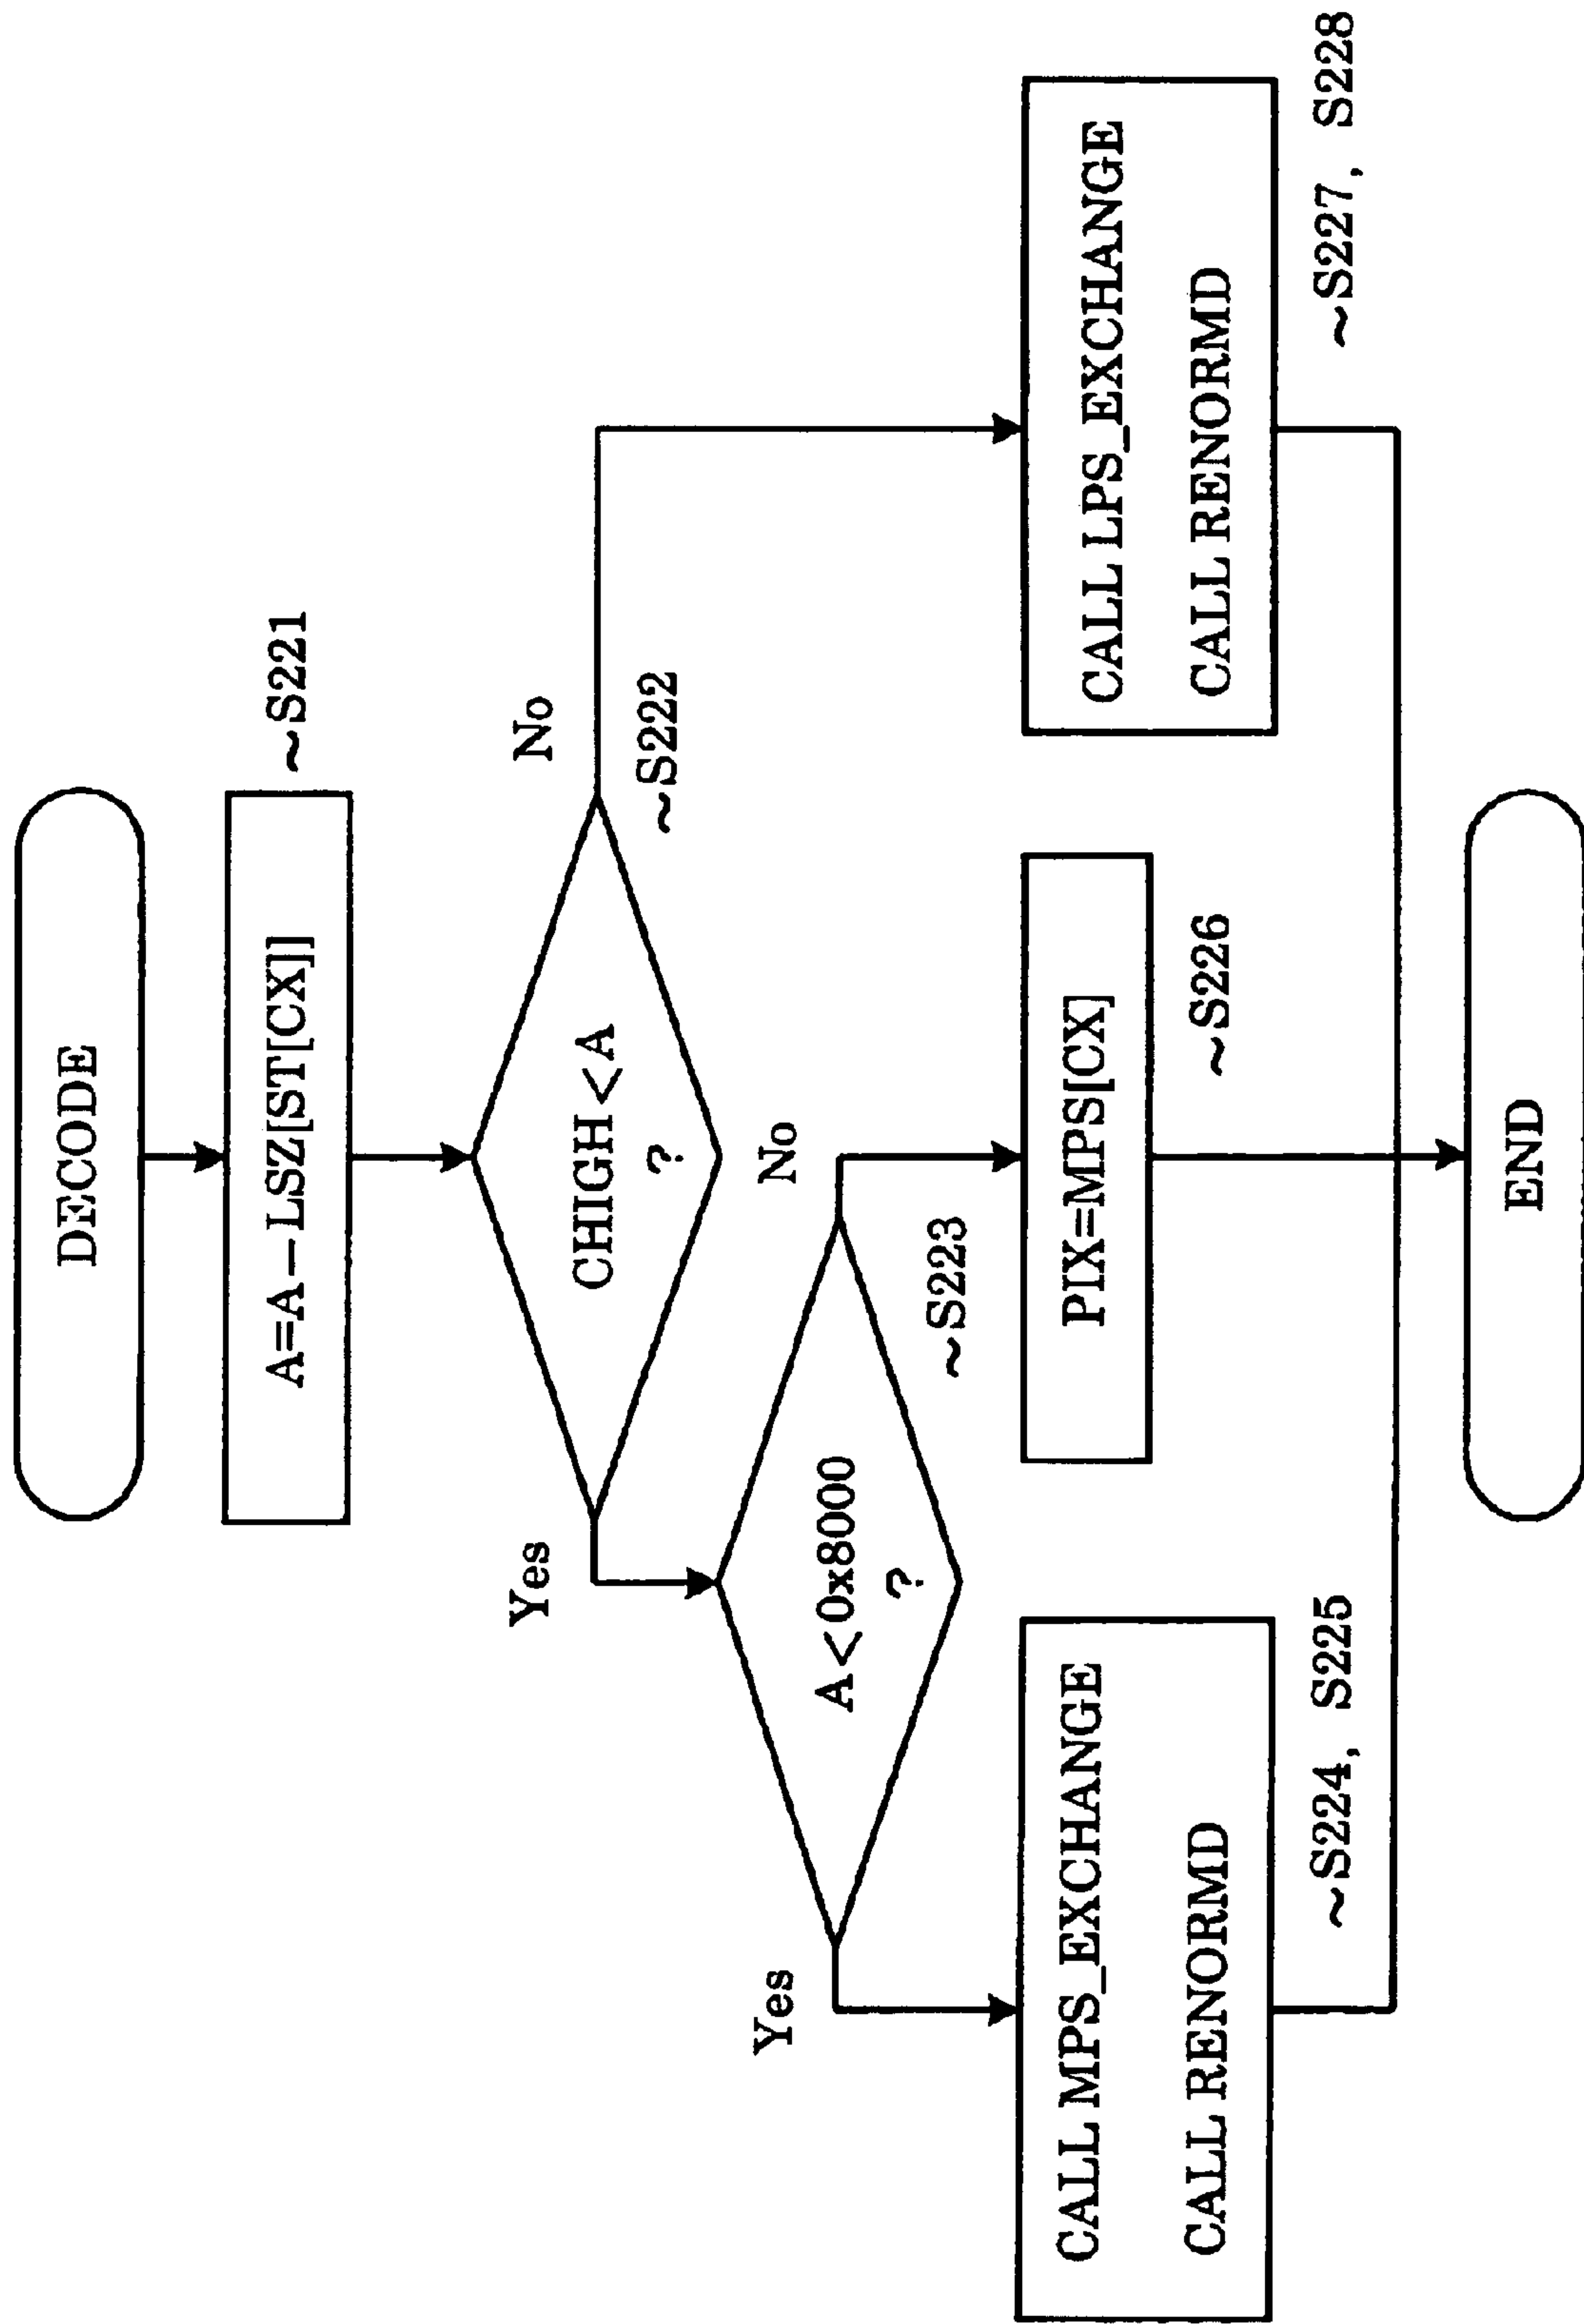 DECODE
A=A−LSZ[ST[CX]]
~S221
CHIGH<A
?
~S222
Yes
No
A<0x8000
?
~S223
Yes
No
CALL MPS_EXCHANGE
CALL RENORMD
~S224, S225
PIX=MPS[CX]
~S226
CALL LPS_EXCHANGE
CALL RENORMD
~S227, S228
END